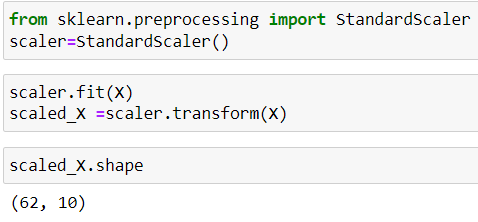 from sklearn.preprocessing import StandardScaler
scaler=StandardScaler()
scaler.fit(X)
scaled_X =scaler.transform(X)
scaled_X.shape
(62, 10)